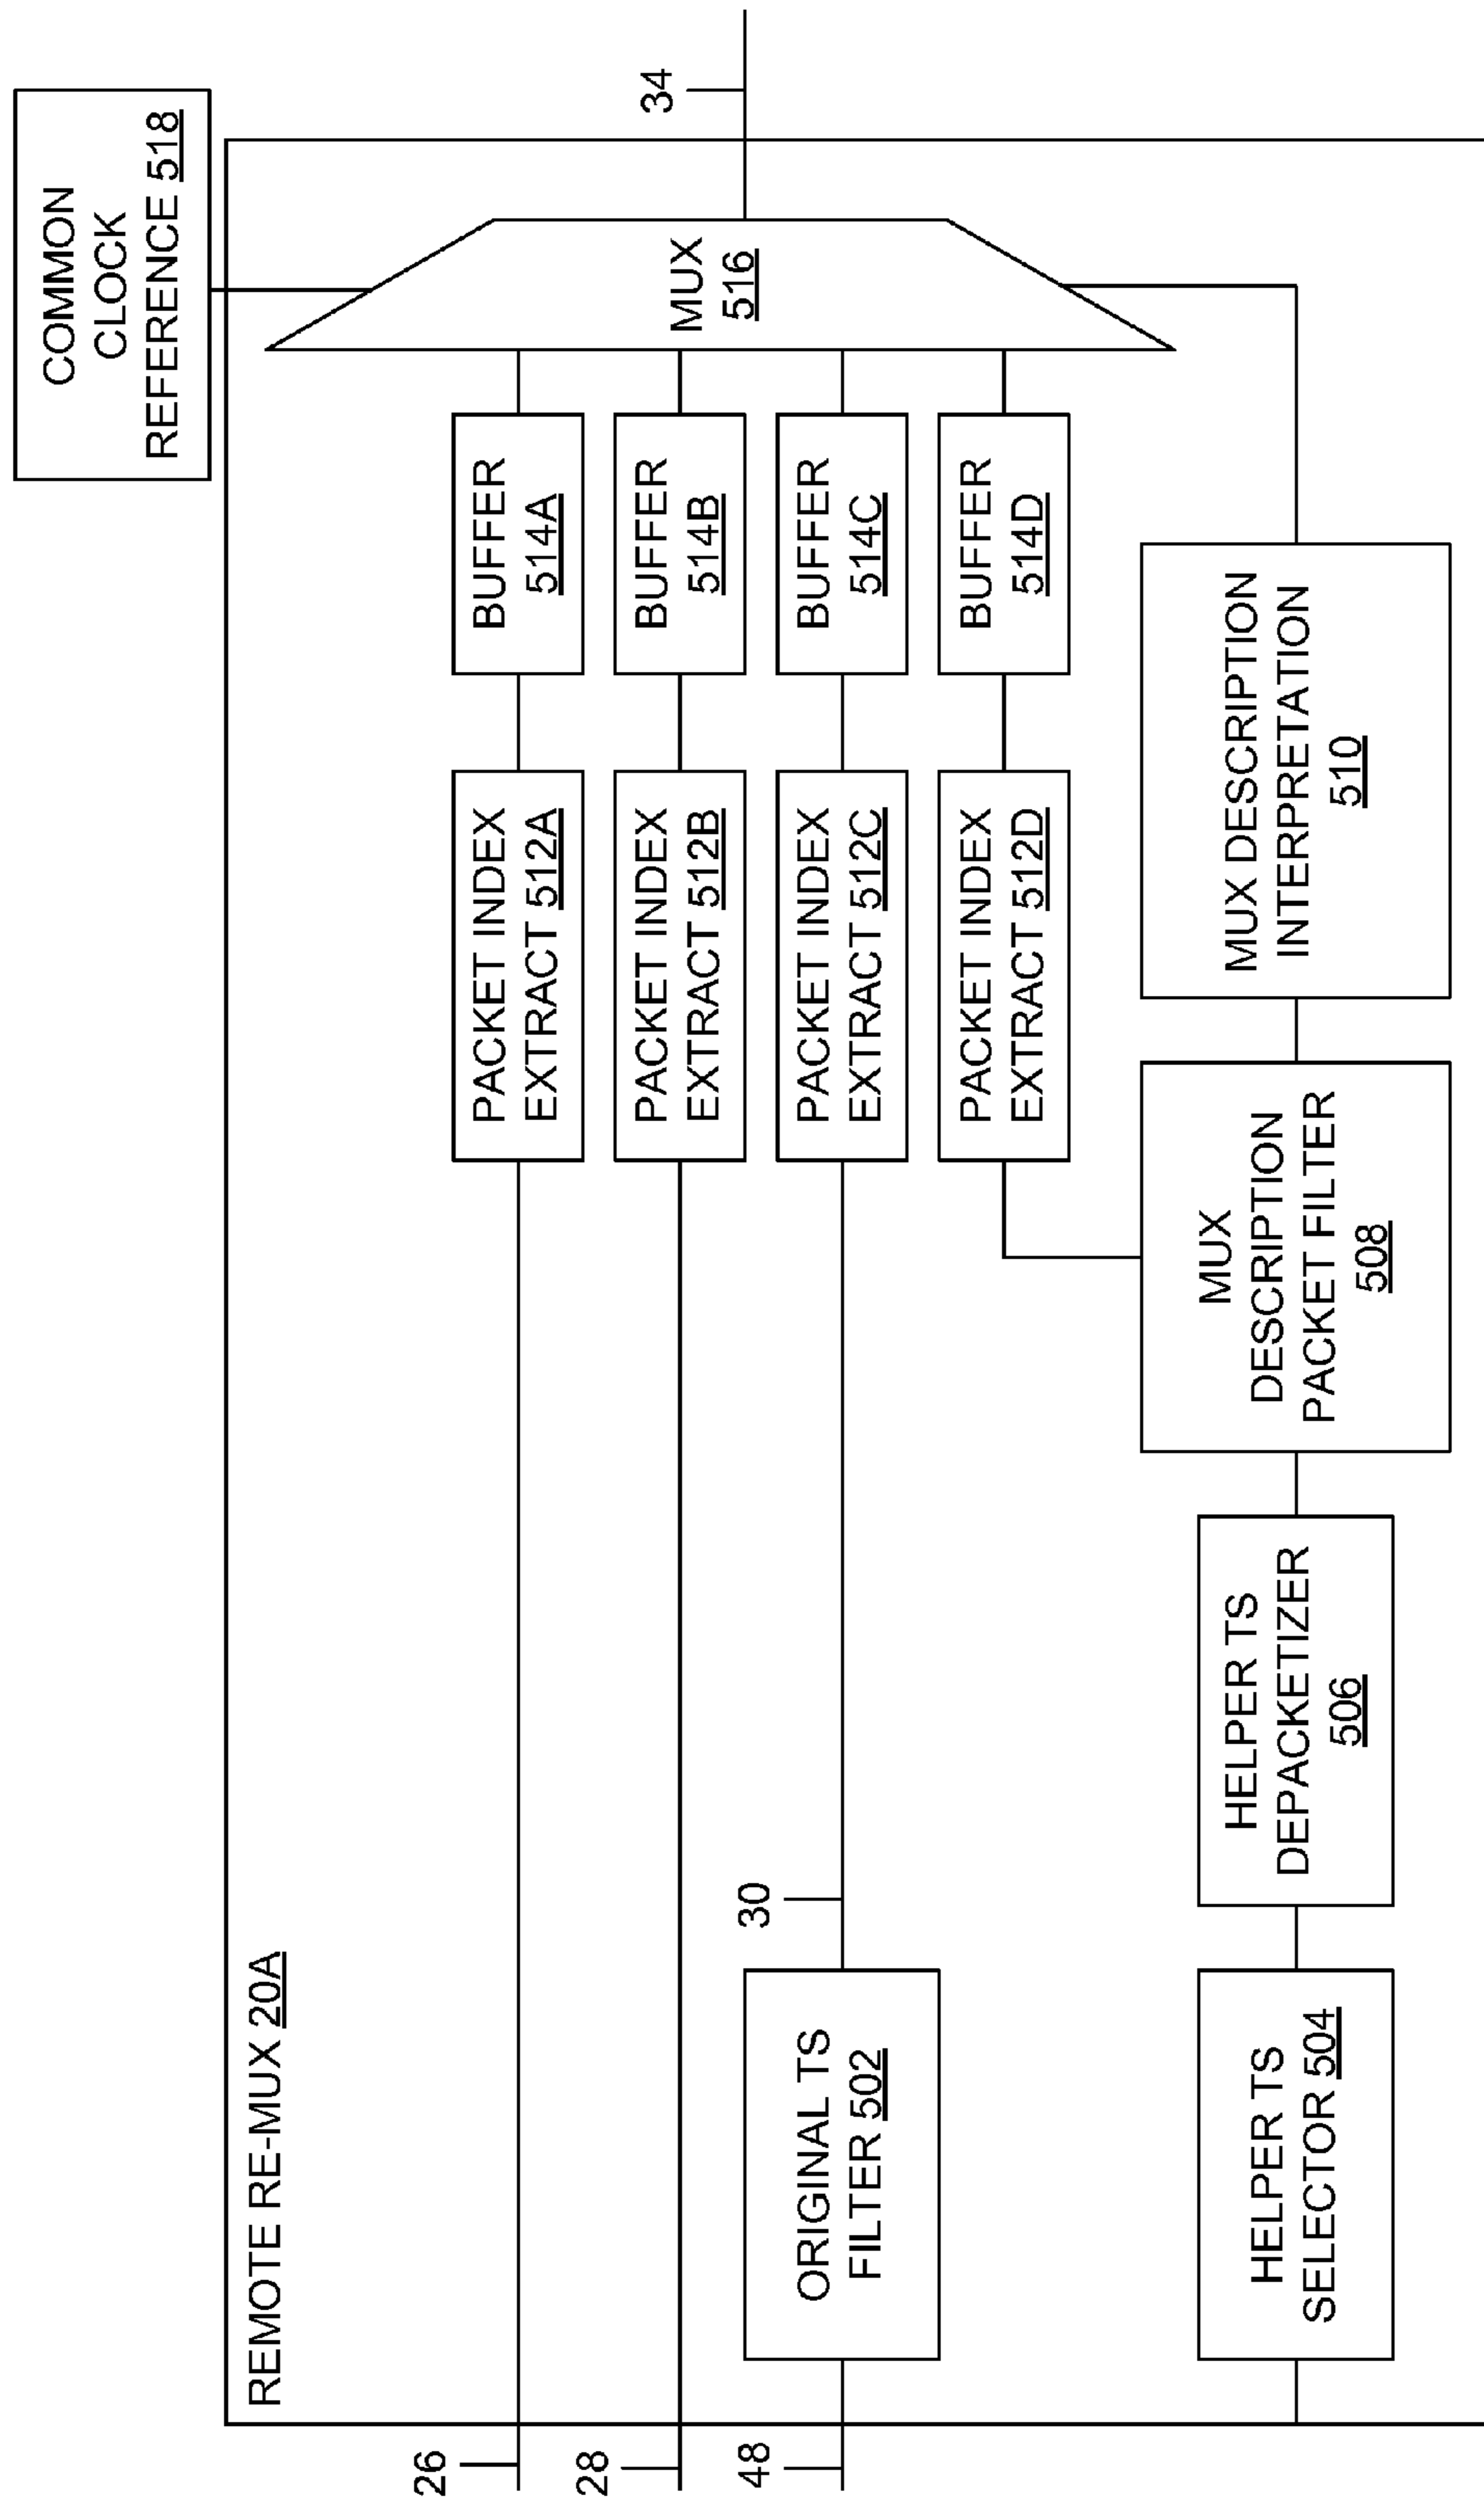 COMMON
CLOCK
REFERENCE 518
REMOTE RE-MUX 20A
34
MUX
516
26
PACKET INDEX
EXTRACT 512A
BUFFER
514A
28
PACKET INDEX
EXTRACT 512B
BUFFER
514B
48
ORIGINAL TS
FILTER 502
30
PACKET INDEX
EXTRACT 512C
BUFFER
514C
PACKET INDEX
EXTRACT 512D
BUFFER
514D
HELPER TS
SELECTOR 504
HELPER TS
DEPACKETIZER
506
MUX
DESCRIPTION
PACKET FILTER
508
MUX DESCRIPTION
INTERPRETATION
510